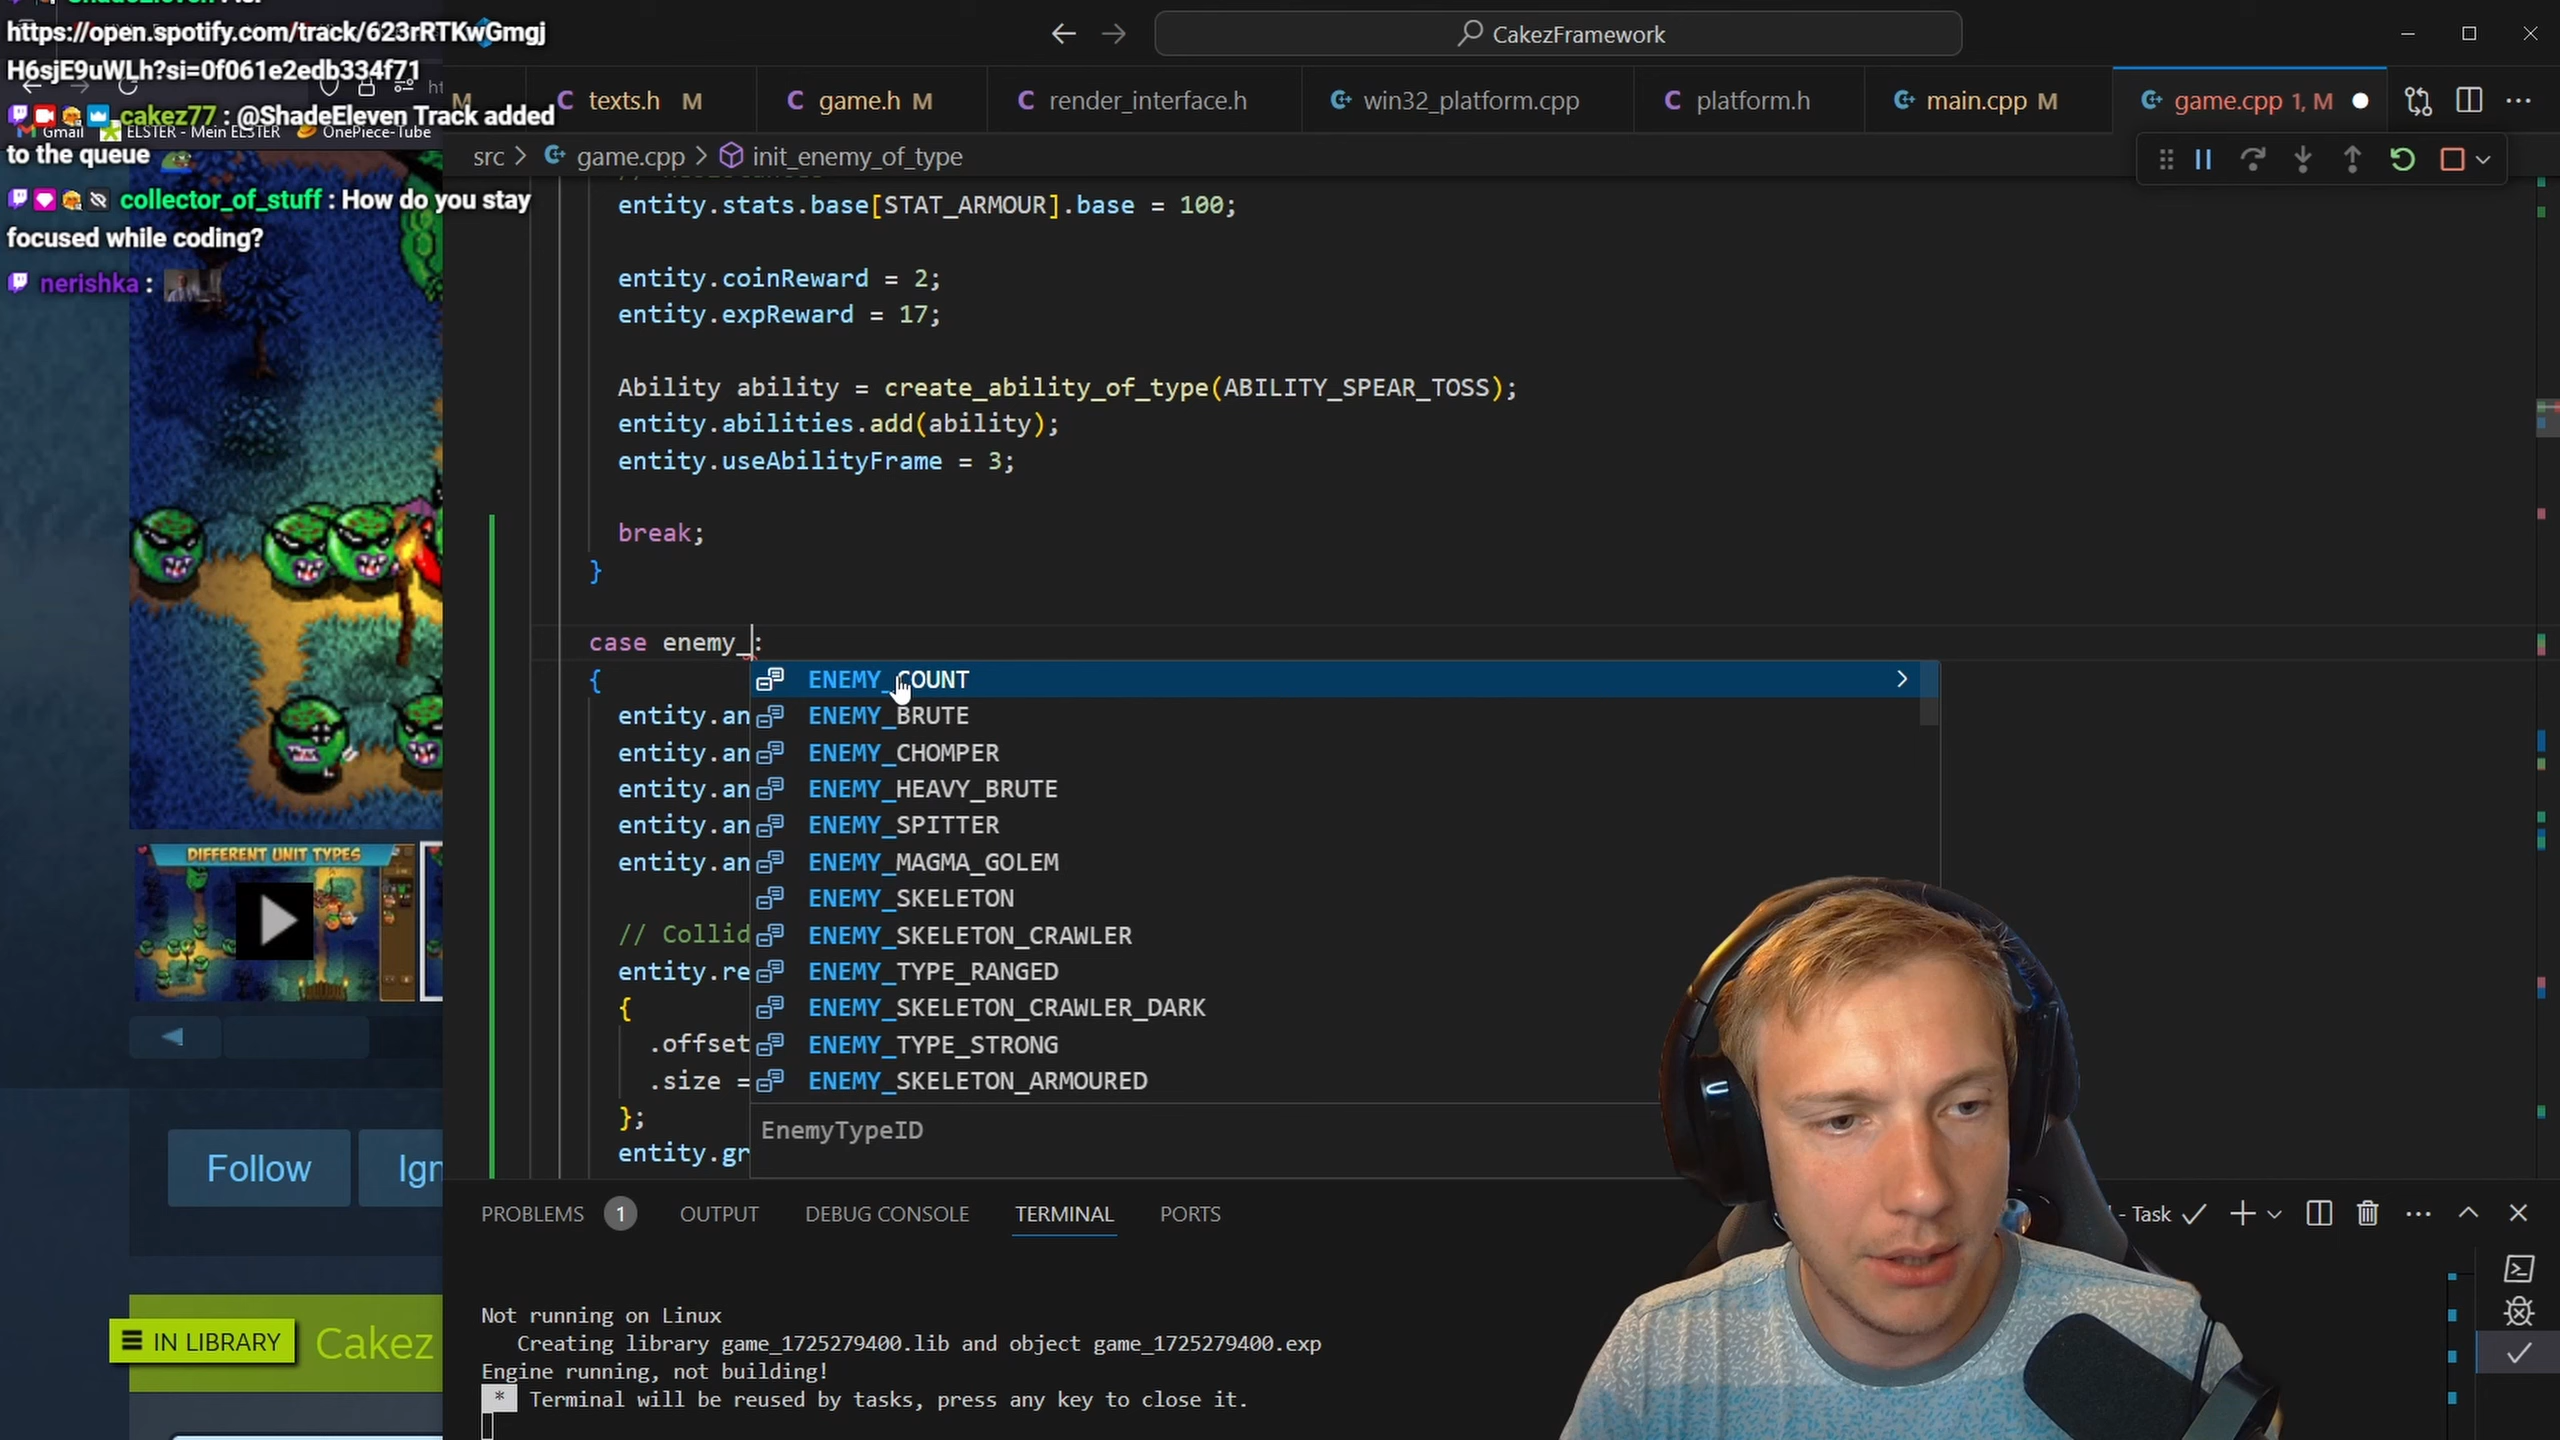 https://open.spotify.com/track/623rRTKwGmgj
H6sjE9uWLh?si=0f061e2edb334f71
cakez77 : @ShadeEleven Track added
to the queue
collector_of_stuff : How do you stay
focused while coding?
nerishka :
Gmail
ELSTER - Mein ELSTER
OnePiece-Tube
DIFFERENT UNIT TYPES
Follow
Ign
IN LIBRARY
Cakez
CakezFramework
M
texts.h M
game.h M
render_interface.h
win32_platform.cpp
platform.h
main.cpp M
game.cpp 1, M
src > game.cpp > init_enemy_of_type
entity.stats.base[STAT_ARMOUR].base = 100;
entity.coinReward = 2;
entity.expReward = 17;
Ability ability = create_ability_of_type(ABILITY_SPEAR_TOSS);
entity.abilities.add(ability);
entity.useAbilityFrame = 3;
break;
}
case enemy_:
{
entity.an
entity.an
entity.an
entity.an
entity.an
// Collid
entity.re
{
.offset
.size =
};
entity.gr
ENEMY_COUNT
ENEMY_BRUTE
ENEMY_CHOMPER
ENEMY_HEAVY_BRUTE
ENEMY_SPITTER
ENEMY_MAGMA_GOLEM
ENEMY_SKELETON
ENEMY_SKELETON_CRAWLER
ENEMY_TYPE_RANGED
ENEMY_SKELETON_CRAWLER_DARK
ENEMY_TYPE_STRONG
ENEMY_SKELETON_ARMOURED
EnemyTypeID
PROBLEMS 1 OUTPUT DEBUG CONSOLE TERMINAL PORTS
- Task
Not running on Linux
Creating library game_1725279400.lib and object game_1725279400.exp
Engine running, not building!
* Terminal will be reused by tasks, press any key to close it.